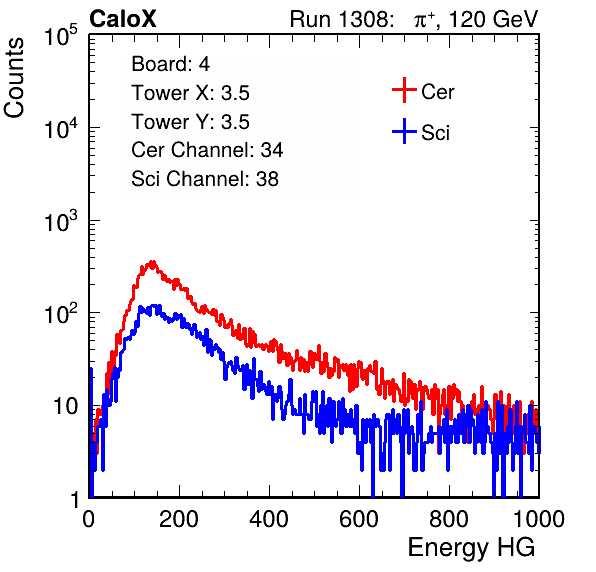 CaloX Run 1308: π⁺, 120 GeV
Counts
Board: 4
Tower X: 3.5
Tower Y: 3.5
Cer Channel: 34
Sci Channel: 38
Cer
Sci
10⁵
10⁴
10³
10²
10
1
0 200 400 600 800 1000
Energy HG